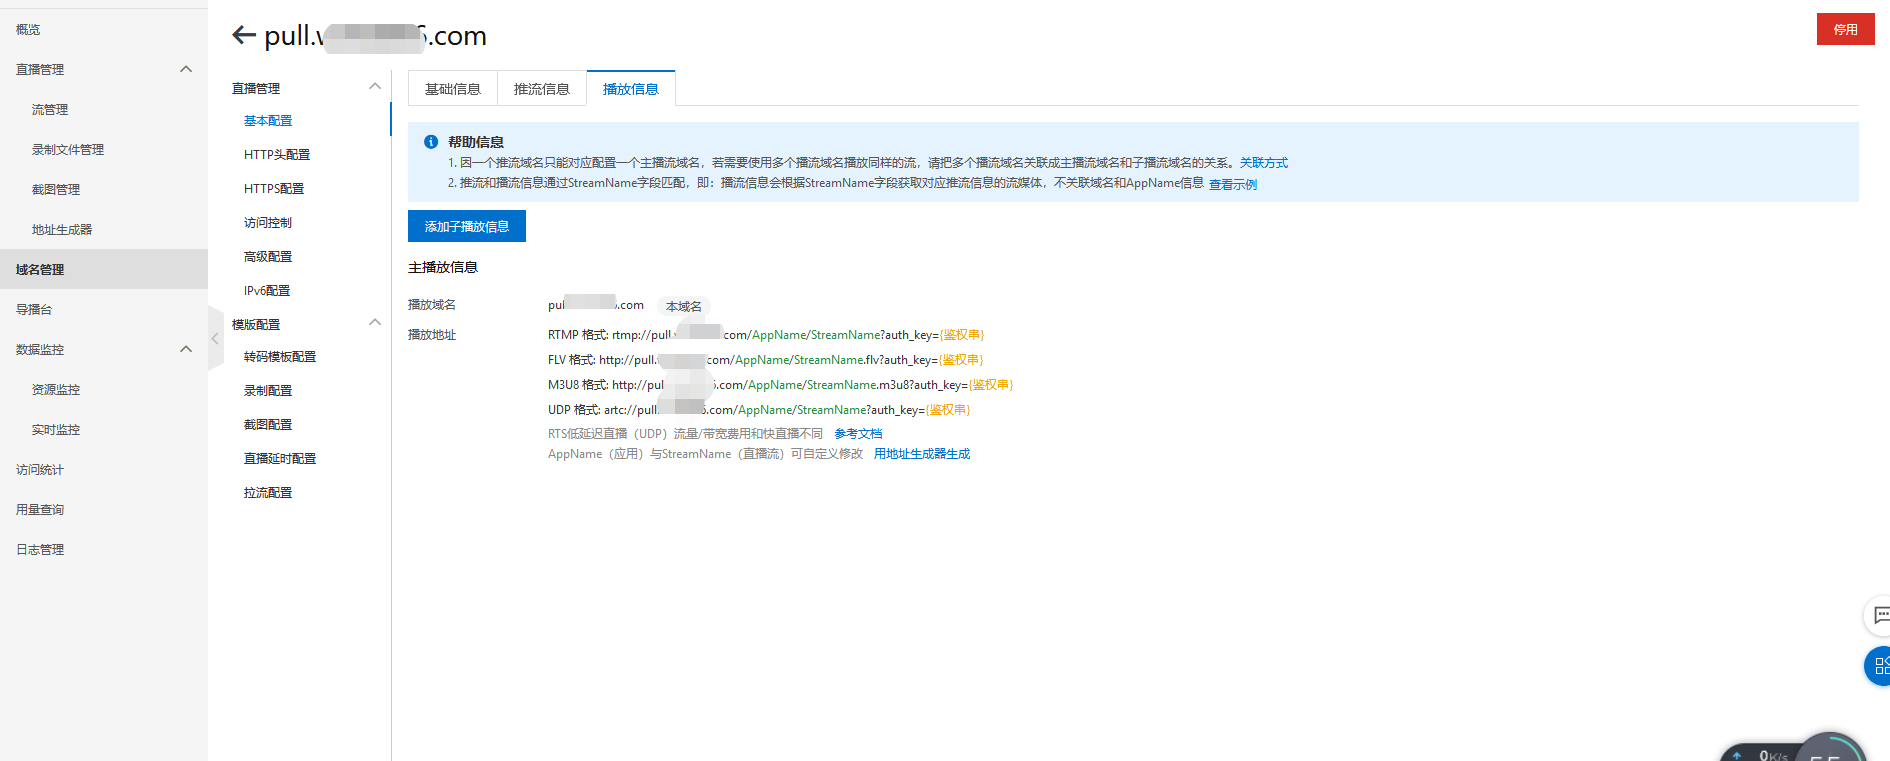 概览
直播管理
流管理
录制文件管理
截图管理
地址生成器
域名管理
导播台
数据监控
资源监控
实时监控
访问统计
用量查询
日志管理
pull. .com
停用
直播管理
基本配置
HTTP头配置
HTTPS配置
访问控制
高级配置
IPv6配置
模版配置
转码模板配置
录制配置
截图配置
直播延时配置
拉流配置
基础信息
推流信息
播放信息
帮助信息
1. 因一个推流域名只能对应配置一个主播流域名，若需要使用多个播流域名播放同样的流，请把多个播流域名关联成主播流域名和子播流域名的关系。关联方式
2. 推流和播流信息通过StreamName字段匹配，即：播流信息会根据StreamName字段获取对应推流信息的流媒体，不关联域名和AppName信息 查看示例
添加子播放信息
主播放信息
播放域名 .com 本域名
播放地址 RTMP 格式: rtmp://pull. .com/AppName/StreamName?auth_key={鉴权串}
FLV 格式: http://pull. com/AppName/StreamName.flv?auth_key={鉴权串}
M3U8 格式: http://pul .com/AppName/StreamName.m3u8?auth_key={鉴权串}
UDP 格式: artc://pull. .com/AppName/StreamName?auth_key={鉴权串}
RTS低延迟直播（UDP）流量/带宽费用和快直播不同 参考文档
AppName（应用）与StreamName（直播流）可自定义修改 用地址生成器生成
0K/s